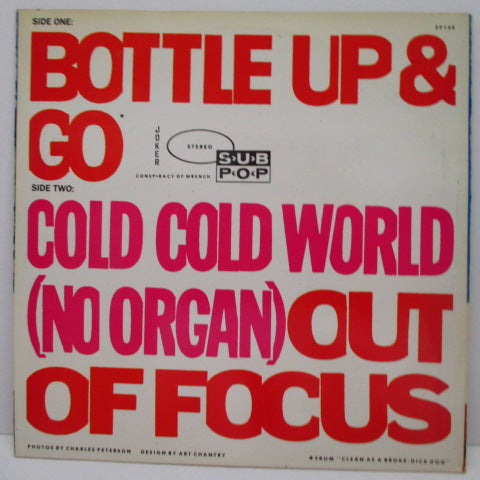 SIDE ONE:
BOTTLE UP &
GO*
JOKER
STEREO
SUB
POP
CONSPIRACY OF WRENCH
SIDE TWO:
COLD COLD WORLD
(NO ORGAN) OUT
OF FOCUS
PHOTOS BY CHARLES PETERSON DESIGN BY ART CHANTRY
* FROM "CLEAN AS A BROKE-DICK DOG"